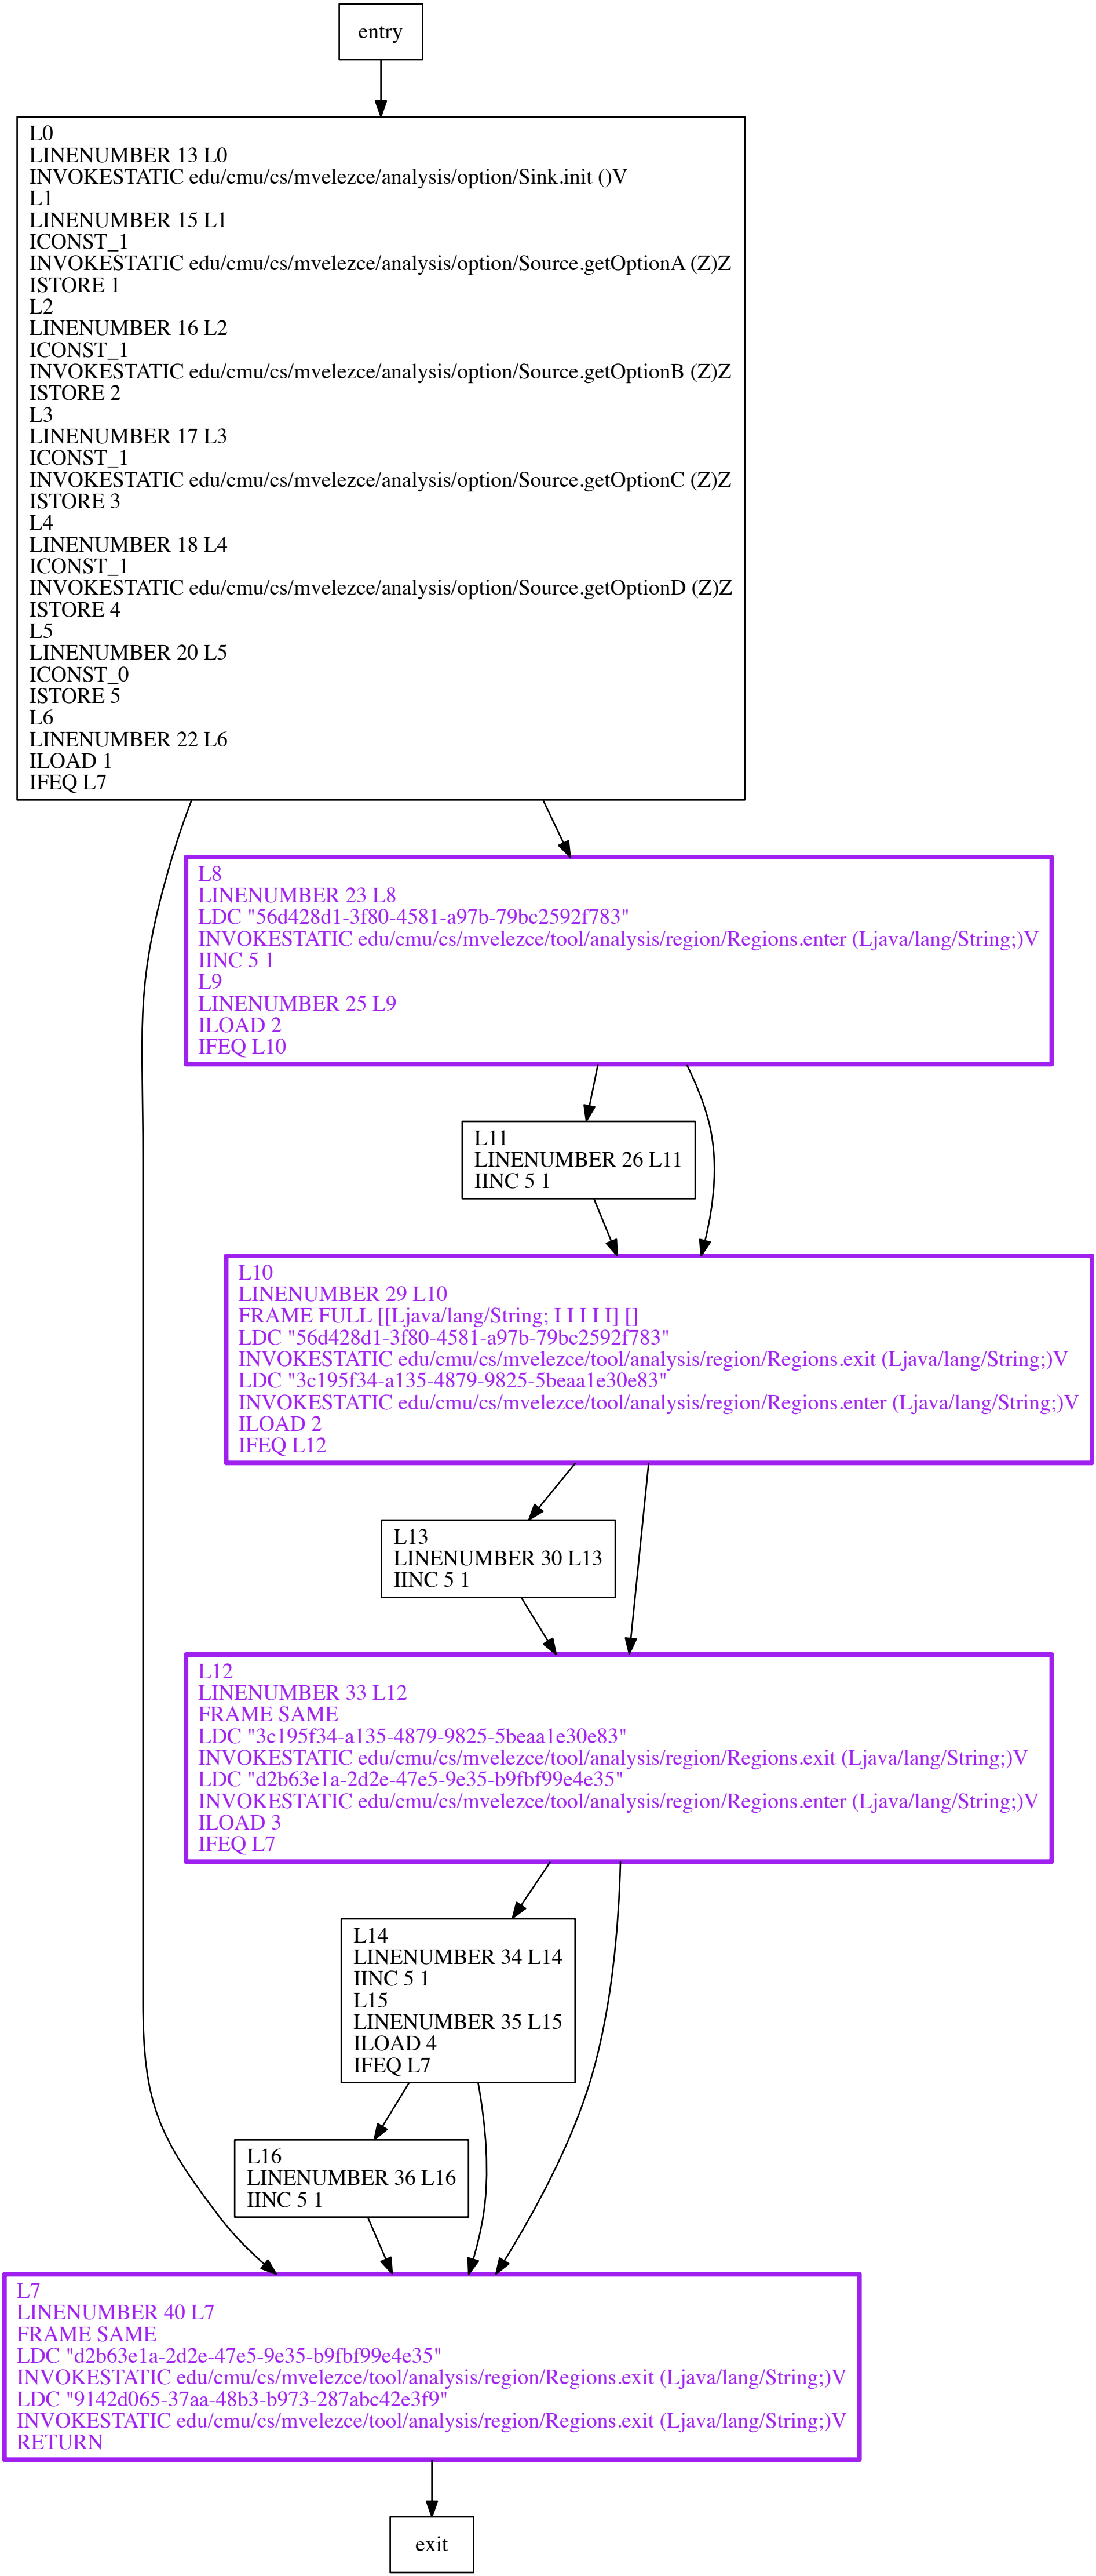 entry
L0
LINENUMBER 13 L0
INVOKESTATIC edu/cmu/cs/mvelezce/analysis/option/Sink.init ()V
L1
LINENUMBER 15 L1
ICONST_1
INVOKESTATIC edu/cmu/cs/mvelezce/analysis/option/Source.getOptionA (Z)Z
ISTORE 1
L2
LINENUMBER 16 L2
ICONST_1
INVOKESTATIC edu/cmu/cs/mvelezce/analysis/option/Source.getOptionB (Z)Z
ISTORE 2
L3
LINENUMBER 17 L3
ICONST_1
INVOKESTATIC edu/cmu/cs/mvelezce/analysis/option/Source.getOptionC (Z)Z
ISTORE 3
L4
LINENUMBER 18 L4
ICONST_1
INVOKESTATIC edu/cmu/cs/mvelezce/analysis/option/Source.getOptionD (Z)Z
ISTORE 4
L5
LINENUMBER 20 L5
ICONST_0
ISTORE 5
L6
LINENUMBER 22 L6
ILOAD 1
IFEQ L7
L8
LINENUMBER 23 L8
LDC "56d428d1-3f80-4581-a97b-79bc2592f783"
INVOKESTATIC edu/cmu/cs/mvelezce/tool/analysis/region/Regions.enter (Ljava/lang/String;)V
IINC 5 1
L9
LINENUMBER 25 L9
ILOAD 2
IFEQ L10
L11
LINENUMBER 26 L11
IINC 5 1
L10
LINENUMBER 29 L10
FRAME FULL [[Ljava/lang/String; I I I I I] []
LDC "56d428d1-3f80-4581-a97b-79bc2592f783"
INVOKESTATIC edu/cmu/cs/mvelezce/tool/analysis/region/Regions.exit (Ljava/lang/String;)V
LDC "3c195f34-a135-4879-9825-5beaa1e30e83"
INVOKESTATIC edu/cmu/cs/mvelezce/tool/analysis/region/Regions.enter (Ljava/lang/String;)V
ILOAD 2
IFEQ L12
L13
LINENUMBER 30 L13
IINC 5 1
L12
LINENUMBER 33 L12
FRAME SAME
LDC "3c195f34-a135-4879-9825-5beaa1e30e83"
INVOKESTATIC edu/cmu/cs/mvelezce/tool/analysis/region/Regions.exit (Ljava/lang/String;)V
LDC "d2b63e1a-2d2e-47e5-9e35-b9fbf99e4e35"
INVOKESTATIC edu/cmu/cs/mvelezce/tool/analysis/region/Regions.enter (Ljava/lang/String;)V
ILOAD 3
IFEQ L7
L14
LINENUMBER 34 L14
IINC 5 1
L15
LINENUMBER 35 L15
ILOAD 4
IFEQ L7
L16
LINENUMBER 36 L16
IINC 5 1
L7
LINENUMBER 40 L7
FRAME SAME
LDC "d2b63e1a-2d2e-47e5-9e35-b9fbf99e4e35"
INVOKESTATIC edu/cmu/cs/mvelezce/tool/analysis/region/Regions.exit (Ljava/lang/String;)V
LDC "9142d065-37aa-48b3-b973-287abc42e3f9"
INVOKESTATIC edu/cmu/cs/mvelezce/tool/analysis/region/Regions.exit (Ljava/lang/String;)V
RETURN
exit